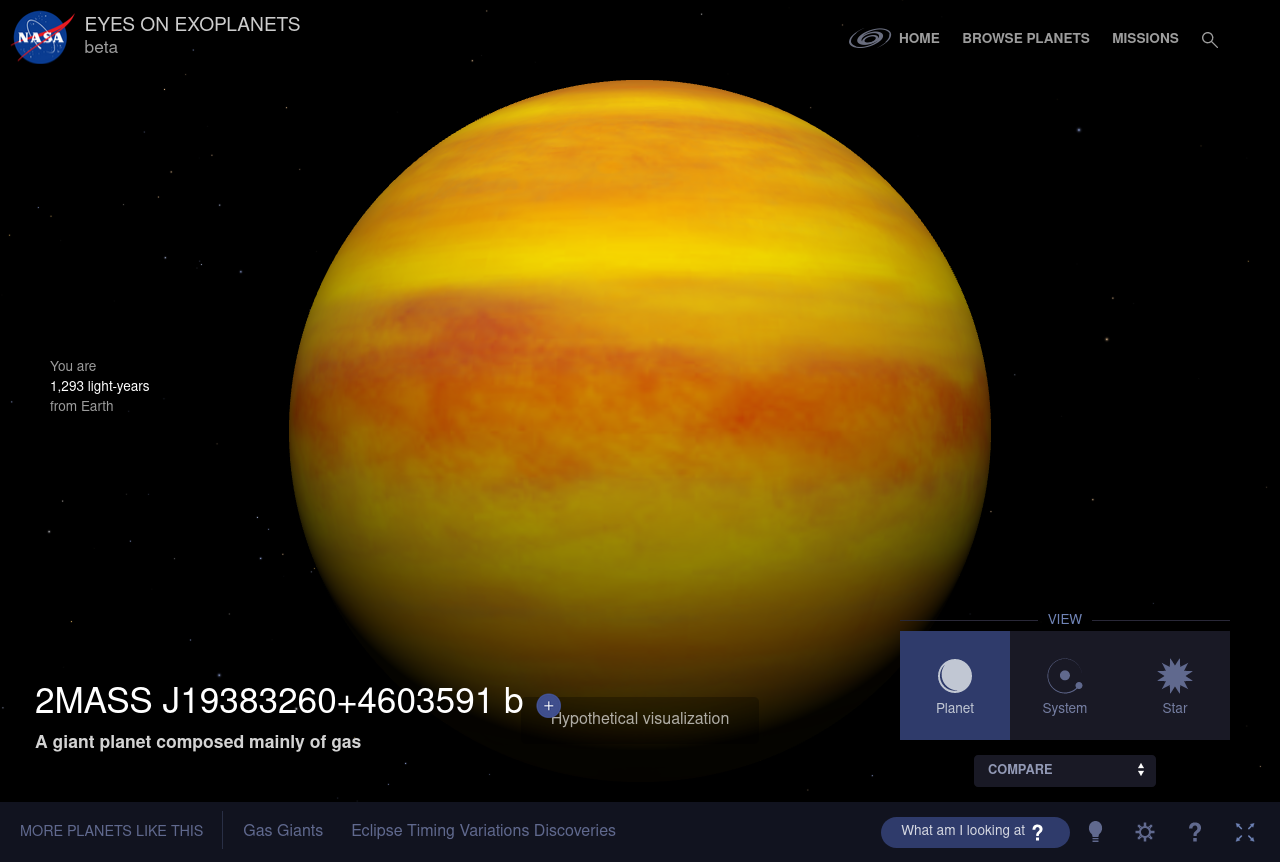 NASA
EYES ON EXOPLANETS
beta
HOME
BROWSE PLANETS
MISSIONS
You are
1,293 light-years
from Earth
VIEW
Planet
System
Star
2MASS J19383260+4603591 b +
Hypothetical visualization
A giant planet composed mainly of gas
COMPARE
MORE PLANETS LIKE THIS
Gas Giants
Eclipse Timing Variations Discoveries
What am I looking at ?
?